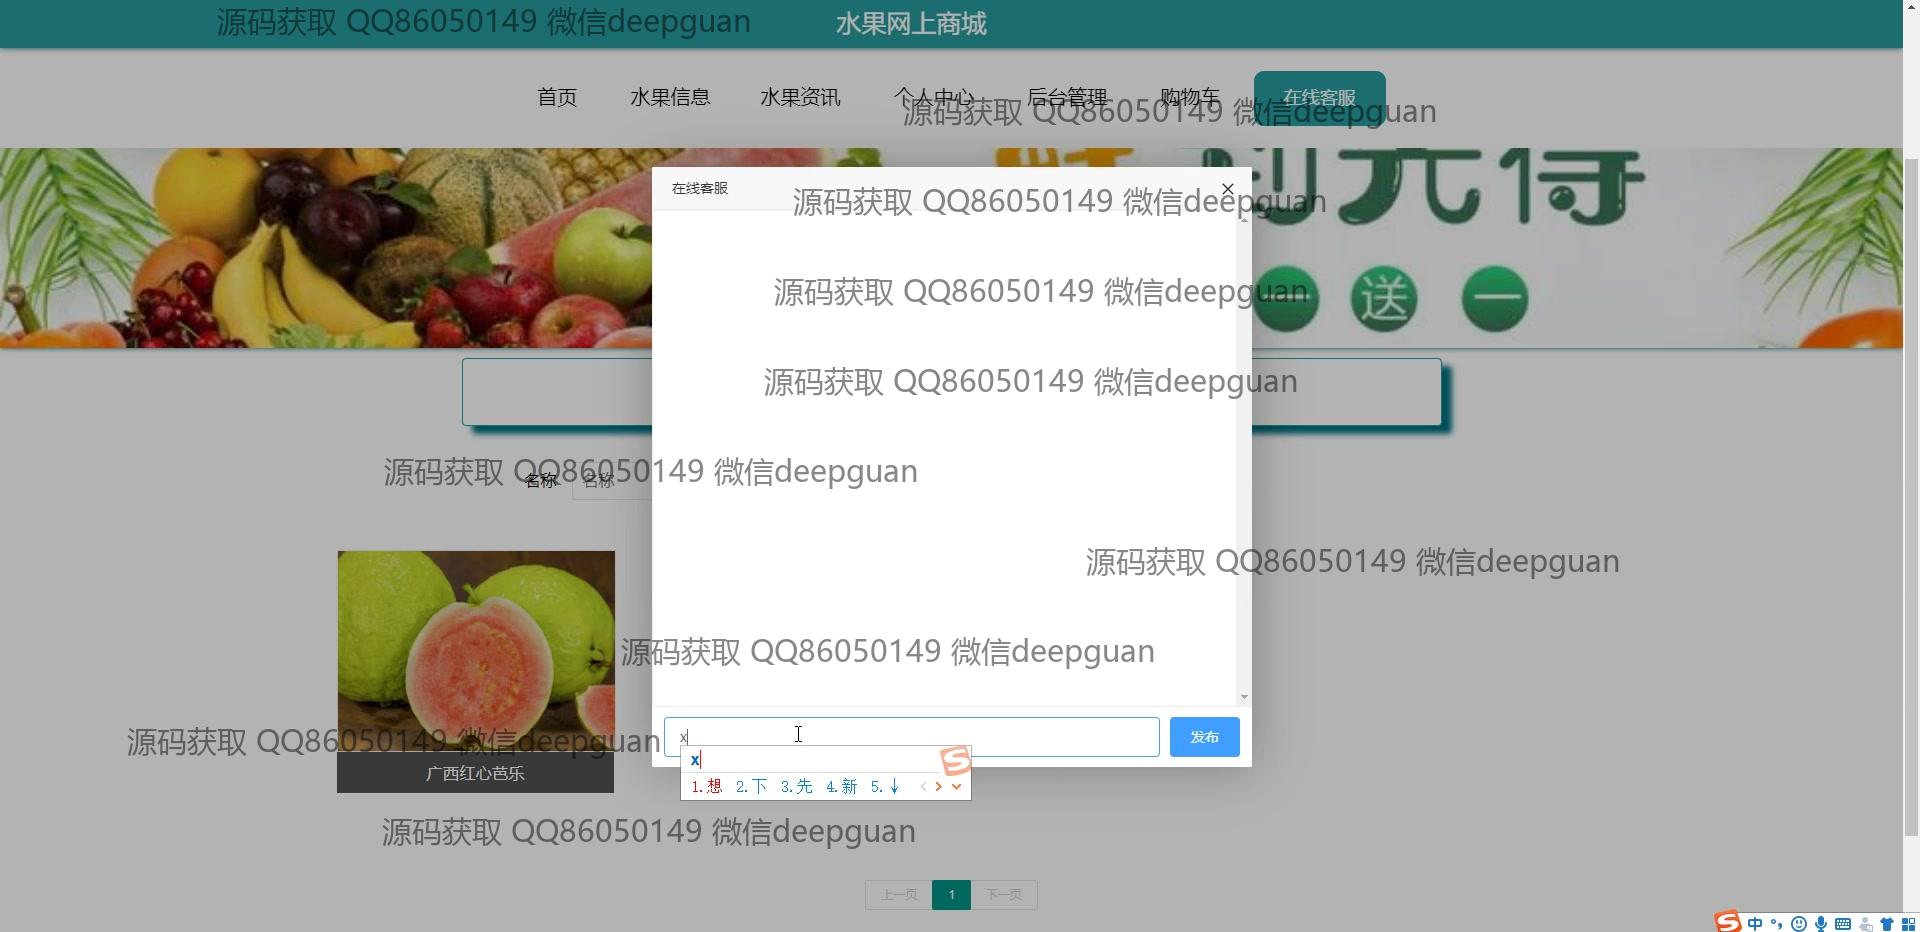 源码获取 QQ86050149 微信deepguan
水果网上商城
首页 水果信息 水果资讯 个人中心 后台管理 购物车 在线客服
源码获取 QQ86050149 微信deepguan
在线客服
源码获取 QQ86050149 微信deepguan
源码获取 QQ86050149 微信deepguan
送 一
源码获取 QQ86050149 微信deepguan
源码获取 QQ86050149 微信deepguan
名称 名称
源码获取 QQ86050149 微信deepguan
源码获取 QQ86050149 微信deepguan
x
发布
源码获取 QQ86050149 微信deepguan
x
广西红心芭乐
1.想 2.下 3.先 4.新 5.↓
源码获取 QQ86050149 微信deepguan
上一页 1 下一页
中